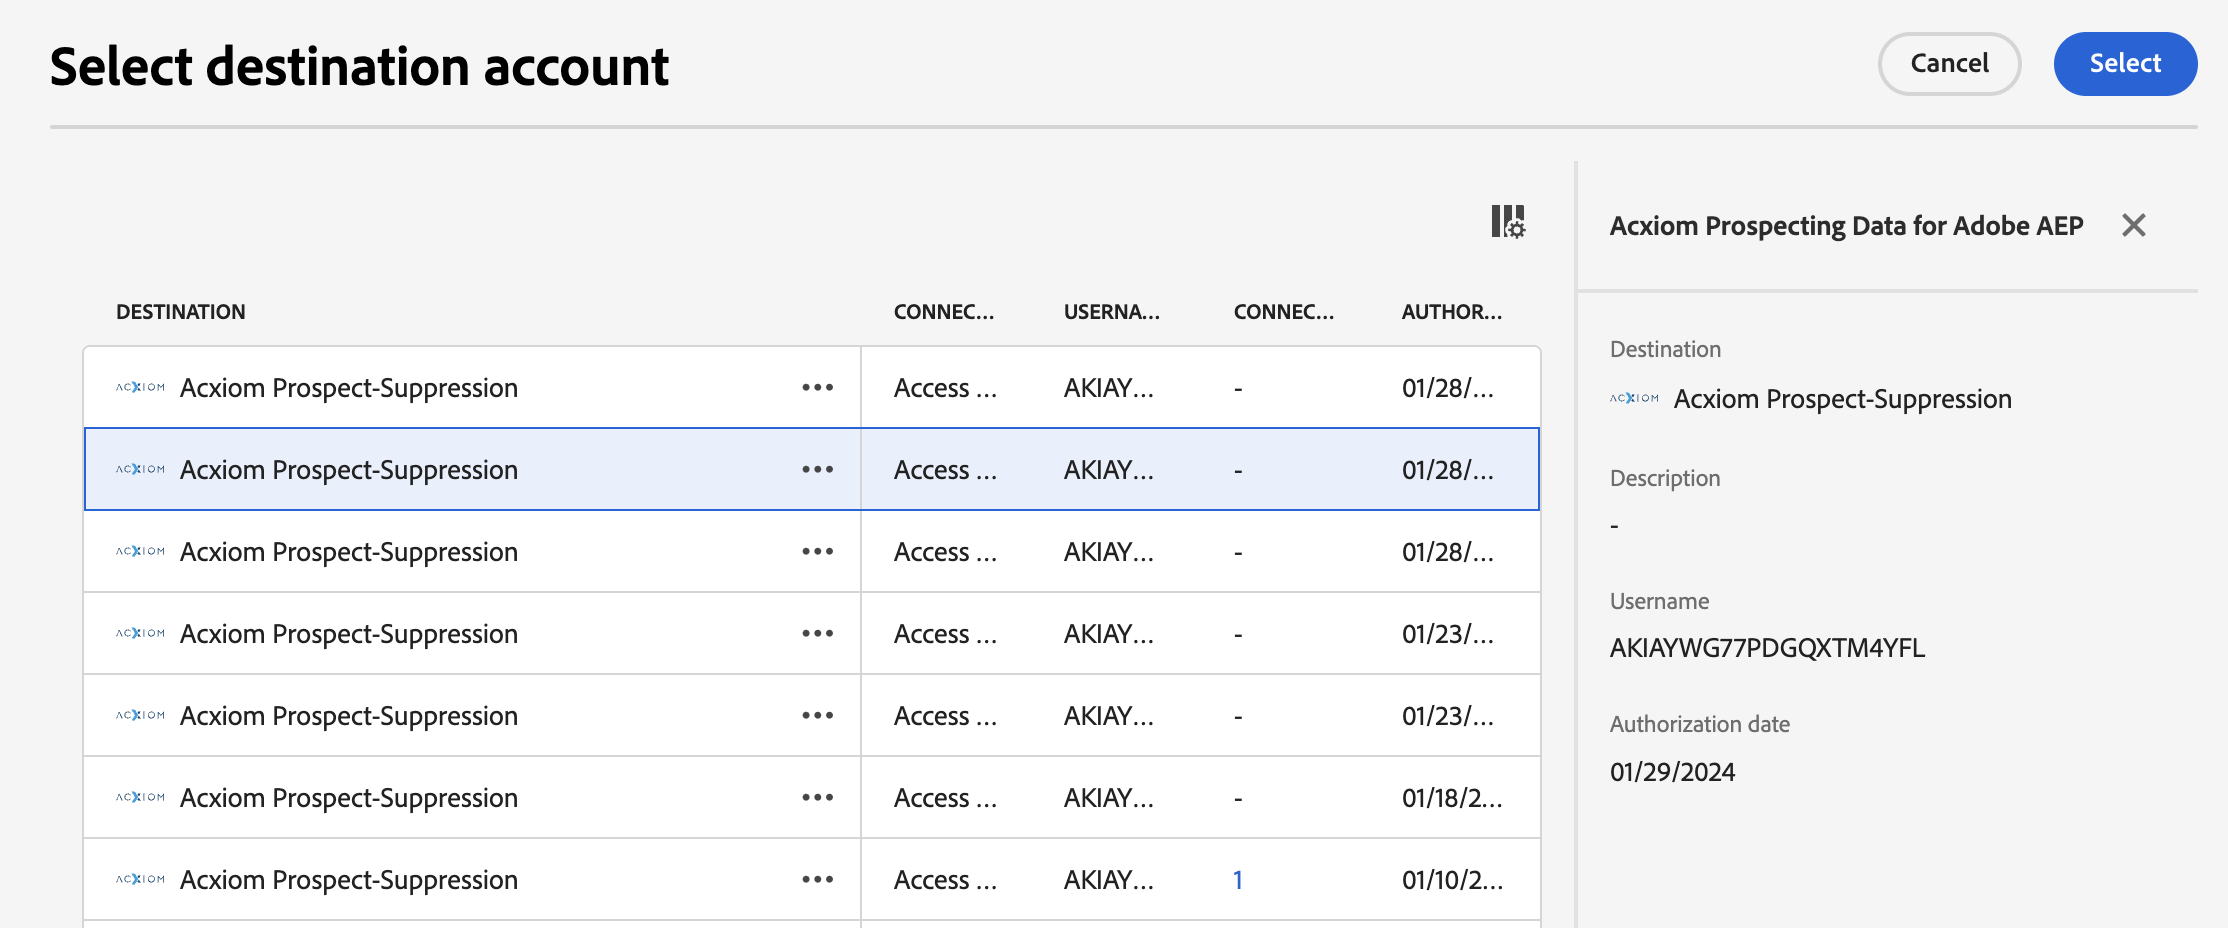 Select destination account
Cancel
Select
DESTINATION CONNEC... USERNA... CONNEC... AUTHOR...
ACXIOM Acxiom Prospect-Suppression ••• Access ... AKIAY... - 01/28/...
ACXIOM Acxiom Prospect-Suppression ••• Access ... AKIAY... - 01/28/...
ACXIOM Acxiom Prospect-Suppression ••• Access ... AKIAY... - 01/28/...
ACXIOM Acxiom Prospect-Suppression ••• Access ... AKIAY... - 01/23/...
ACXIOM Acxiom Prospect-Suppression ••• Access ... AKIAY... - 01/23/...
ACXIOM Acxiom Prospect-Suppression ••• Access ... AKIAY... - 01/18/2...
ACXIOM Acxiom Prospect-Suppression ••• Access ... AKIAY... 1 01/10/2...
Acxiom Prospecting Data for Adobe AEP
Destination
ACXIOM Acxiom Prospect-Suppression
Description
-
Username
AKIAYWG77PDGQXTM4YFL
Authorization date
01/29/2024